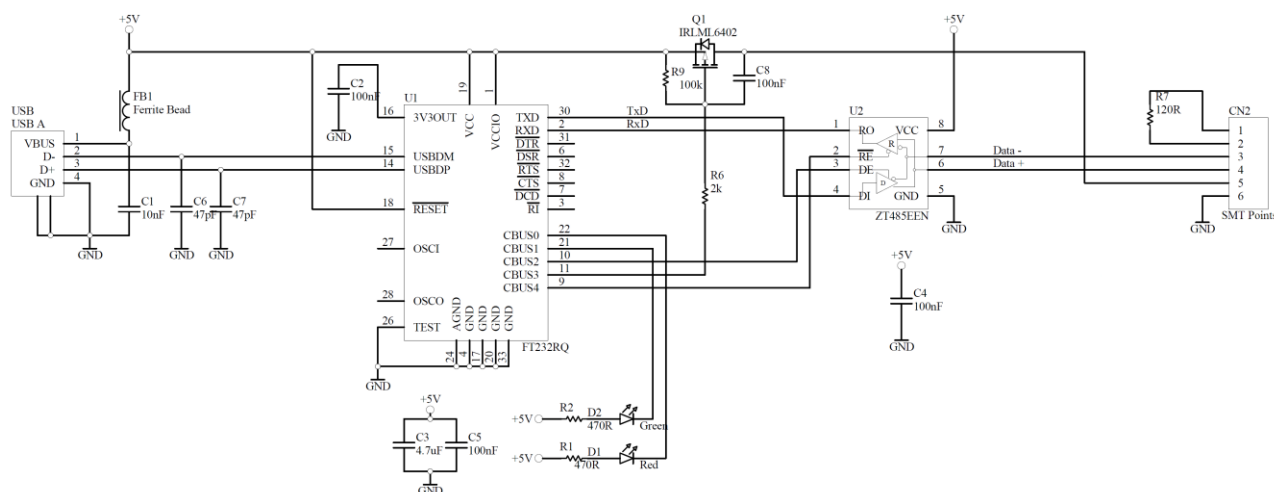 +5V
Q1
IRLML6402
+5V
R9
100k
C8
100nF
C2
100nF
GND
FB1
Ferrite Bead
USB
USB A
VBUS
D-
D+
GND
1
2
3
4
C1
10nF
C6
47pF
C7
47pF
GND
GND
GND
U1
19
1
VCC
VCCIO
16
15
14
18
27
28
26
3V3OUT
USBDM
USBDP
RESET
OSCI
OSCO
TEST
AGND
GND
GND
GND
GND
24
4
17
20
33
FT232RQ
GND
TXD
RXD
DTR
DSR
RTS
CTS
DCD
RI
CBUS0
CBUS1
CBUS2
CBUS3
CBUS4
30
2
31
6
32
8
7
3
22
21
10
11
9
TxD
RxD
R6
2k
U2
1
2
3
4
RO
RE
DE
DI
R
D
VCC
GND
8
7
6
5
ZT485EEN
GND
Data -
Data +
R7
120R
CN2
1
2
3
4
5
6
SMT Points
GND
+5V
C4
100nF
GND
+5V
C3
4.7uF
C5
100nF
GND
+5V
R2
470R
D2
Green
+5V
R1
470R
D1
Red